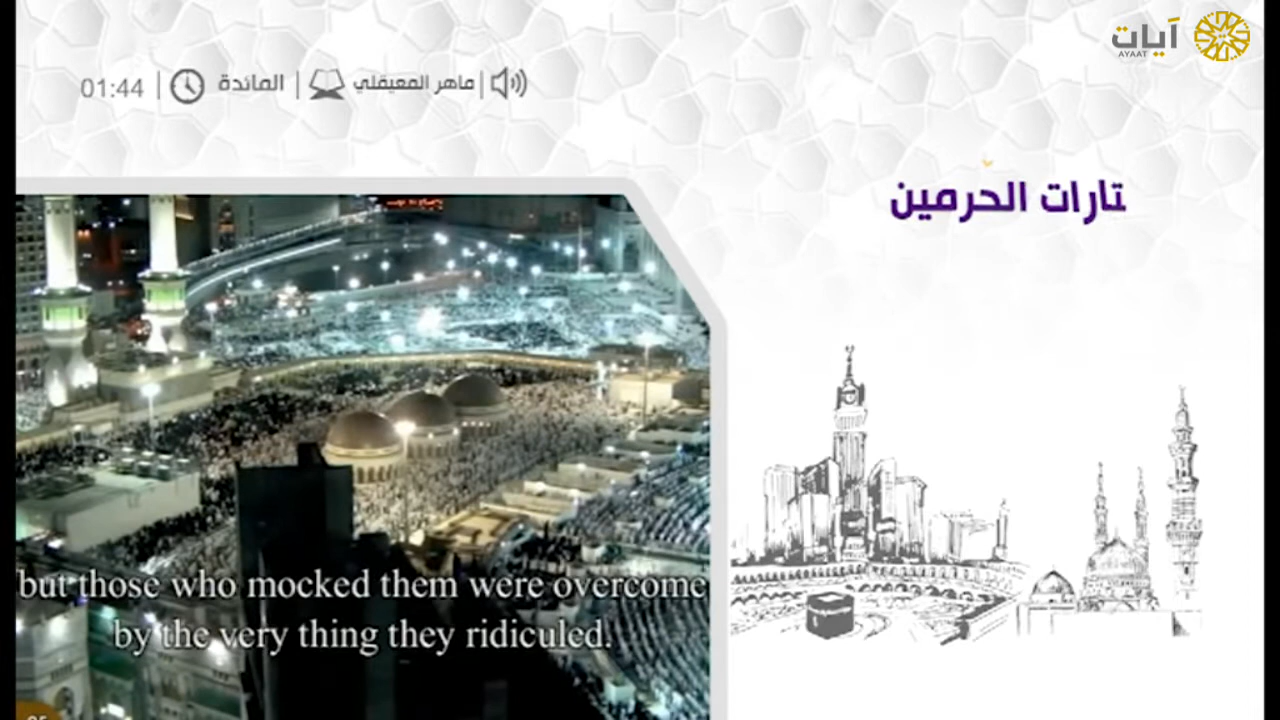 آيات
AYAAT
ماهر المعيقلي | المائدة | 01:44
تارات الحرمين
but those who mocked them were overcome
by the very thing they ridiculed.